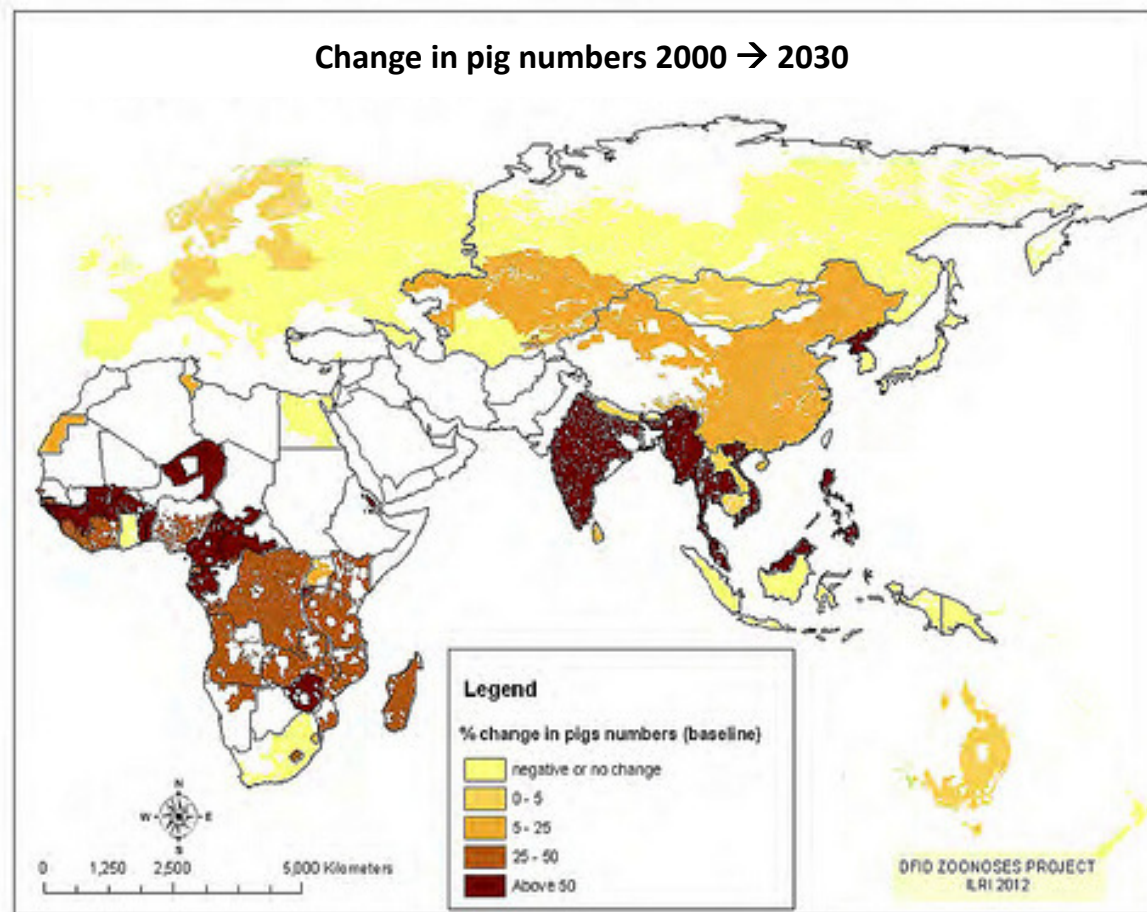 Change in pig numbers 2000 → 2030
Legend
% change in pigs numbers (baseline)
negative or no change
0 - 5
5 - 25
25 - 50
Above 50
N
W
E
S
0 1,250 2,500 5,000 Kilometers
DFID ZOONOSES PROJECT
ILRI 2012